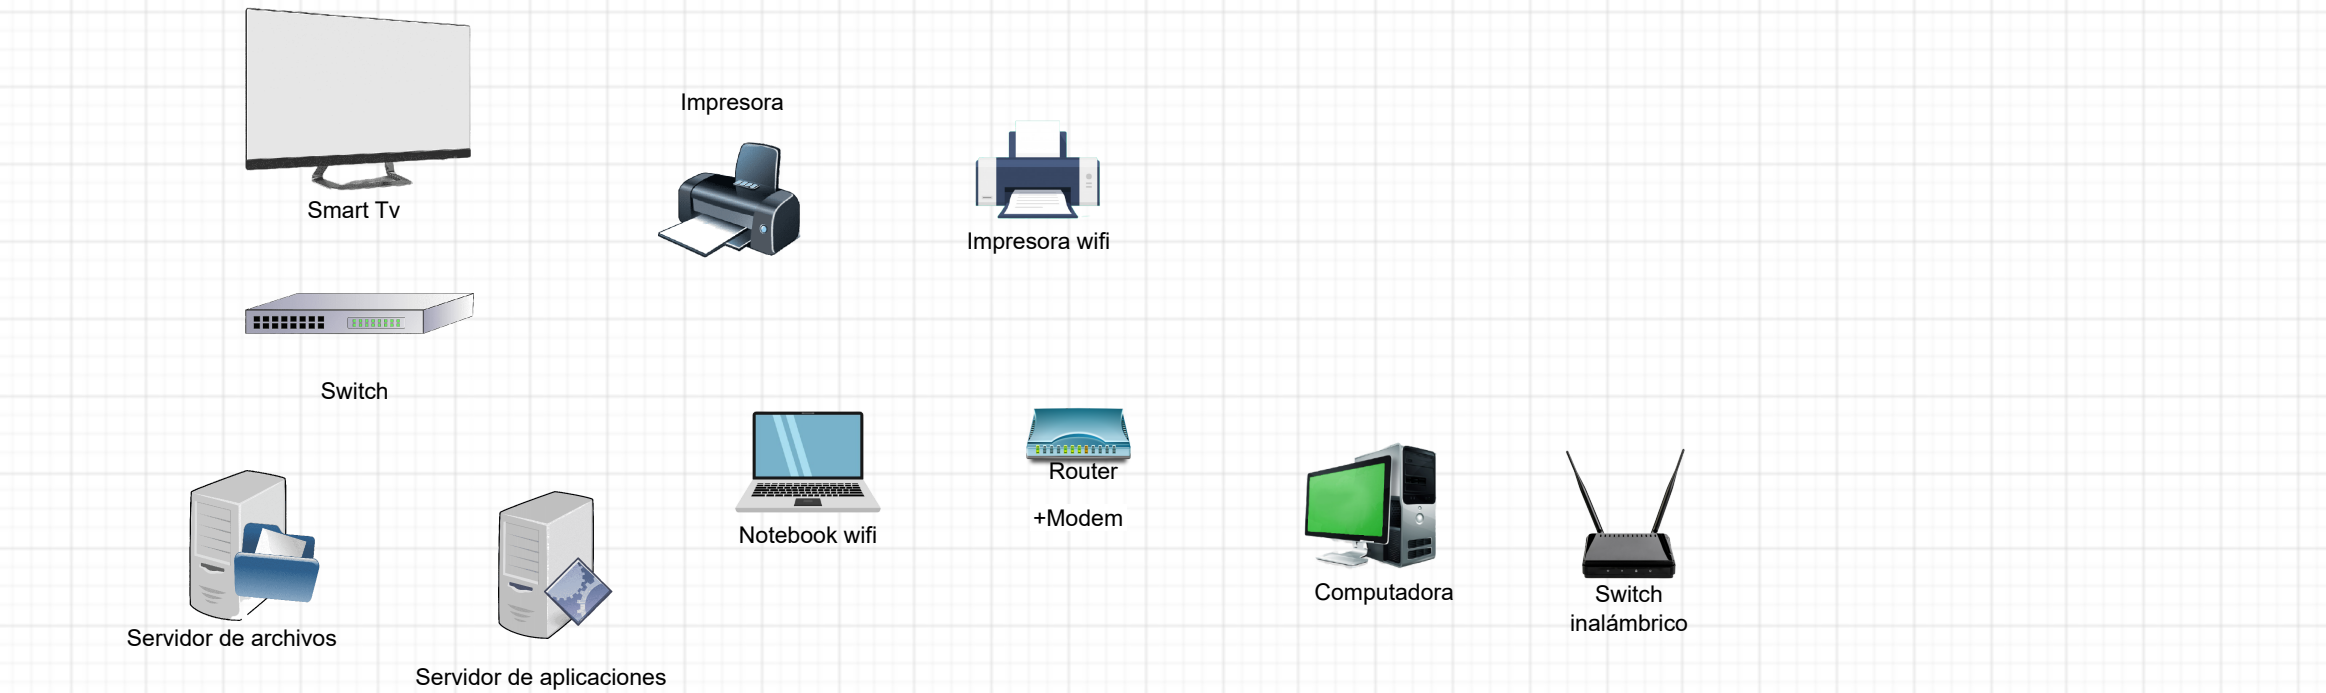 Impresora
Smart Tv
Impresora wifi
Switch
Router
+Modem
Notebook wifi
Computadora
Switch
inalámbrico
Servidor de archivos
Servidor de aplicaciones